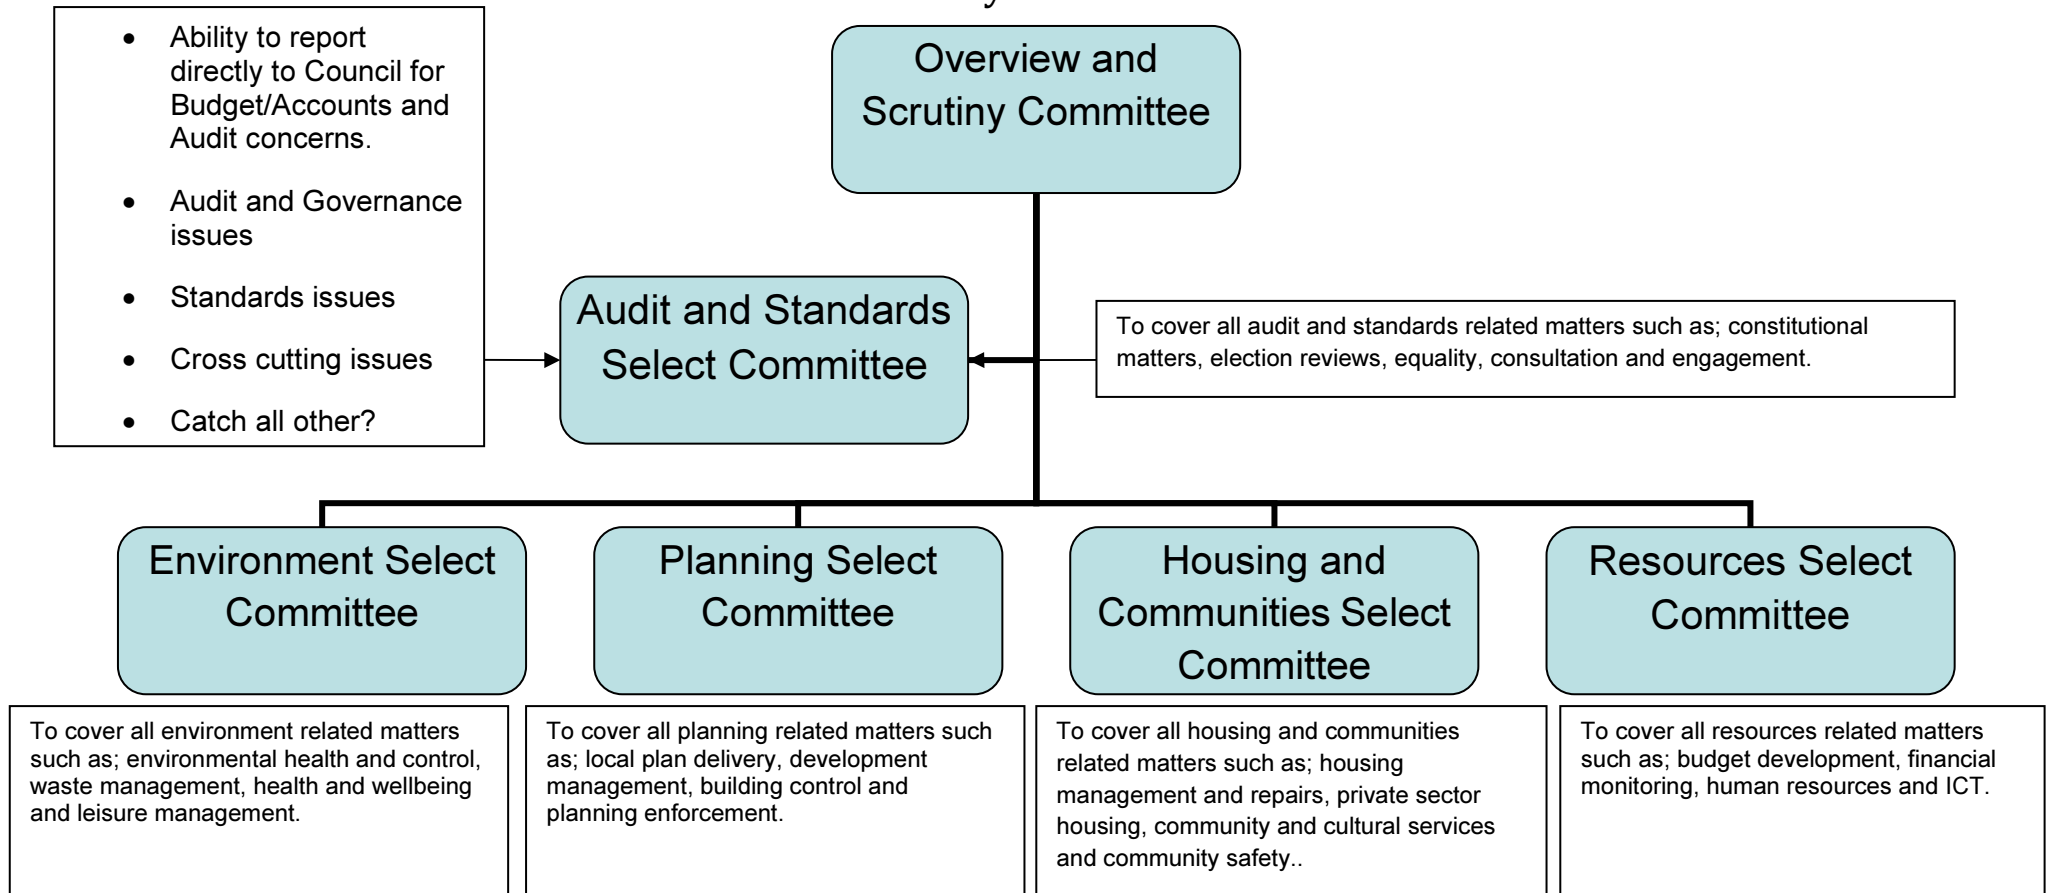 Overview and
Scrutiny Committee
• Ability to report
directly to Council for
Budget/Accounts and
Audit concerns.
• Audit and Governance
issues
• Standards issues
• Cross cutting issues
• Catch all other?
Audit and Standards
Select Committee
To cover all audit and standards related matters such as; constitutional
matters, election reviews, equality, consultation and engagement.
Environment Select
Committee
Planning Select
Committee
Housing and
Communities Select
Committee
Resources Select
Committee
To cover all environment related matters
such as; environmental health and control,
waste management, health and wellbeing
and leisure management.
To cover all planning related matters such
as; local plan delivery, development
management, building control and
planning enforcement.
To cover all housing and communities
related matters such as; housing
management and repairs, private sector
housing, community and cultural services
and community safety..
To cover all resources related matters
such as; budget development, financial
monitoring, human resources and ICT.